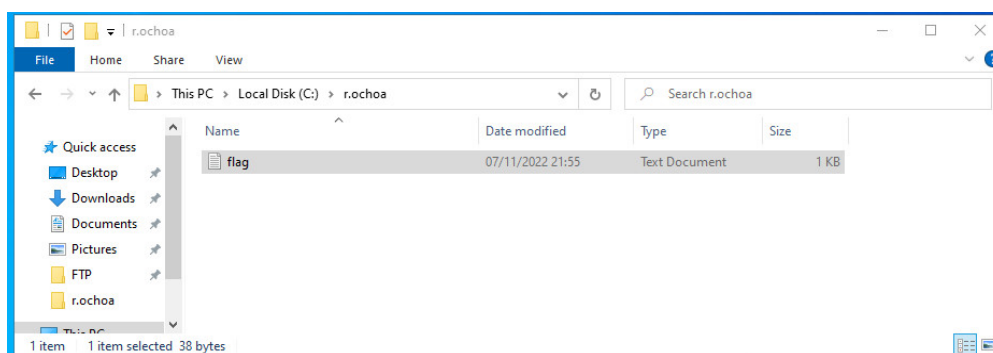 r.ochoa
File Home Share View
This PC > Local Disk (C:) > r.ochoa
Search r.ochoa
Name Date modified Type Size
Quick access
flag 07/11/2022 21:55 Text Document 1 KB
Desktop
Downloads
Documents
Pictures
FTP
r.ochoa
This PC
1 item 1 item selected 38 bytes